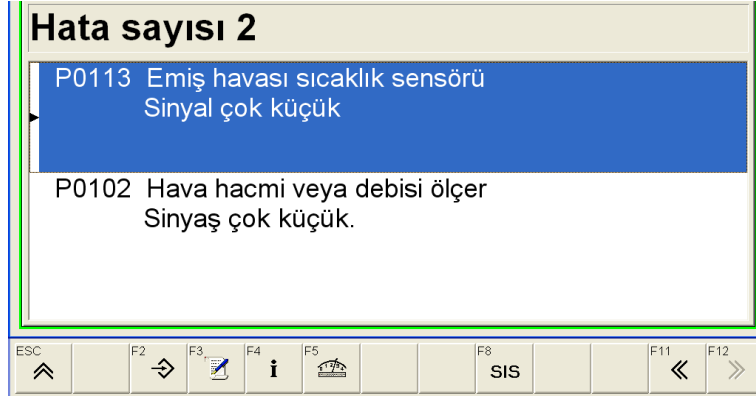 Hata sayısı 2
P0113 Emiş havası sıcaklık sensörü
Sinyal çok küçük
P0102 Hava hacmi veya debisi ölçer
Sinyaş çok küçük.
ESC F2 F3 F4 F5 F8 F11 F12
i SIS